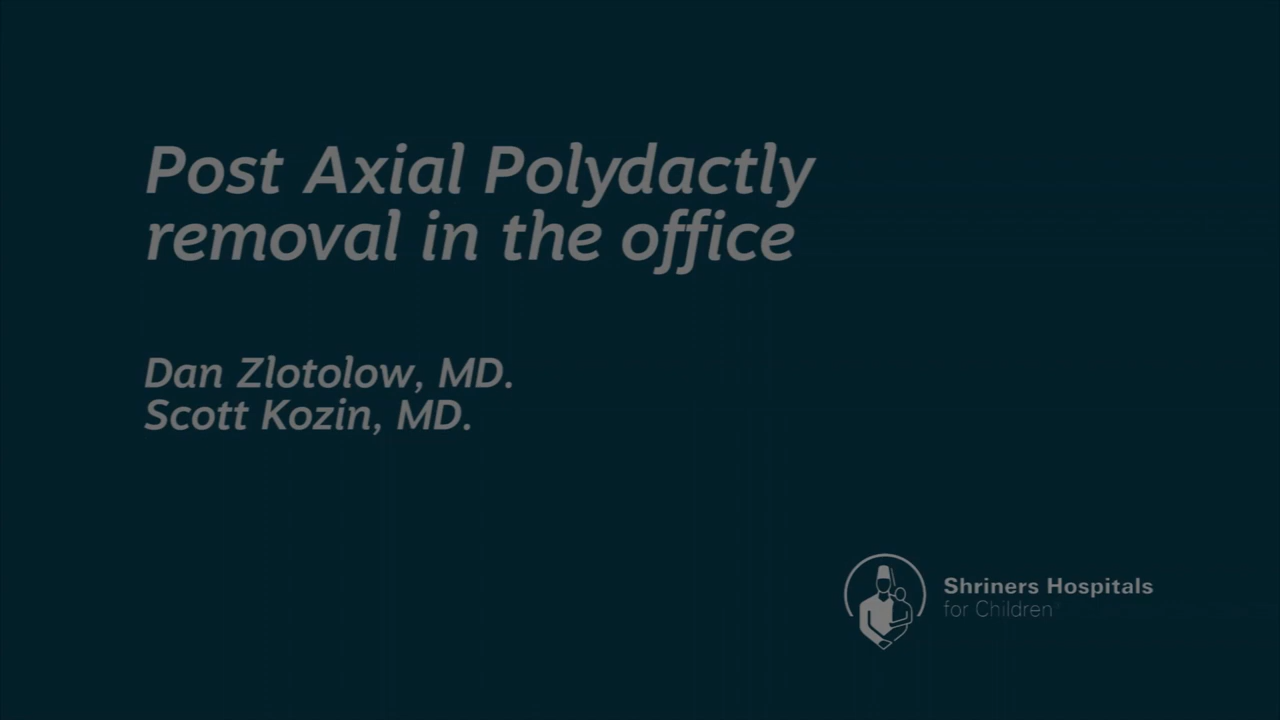 Post Axial Polydactly
removal in the office
Dan Zlotolow, MD.
Scott Kozin, MD.
Shriners Hospitals
for Children